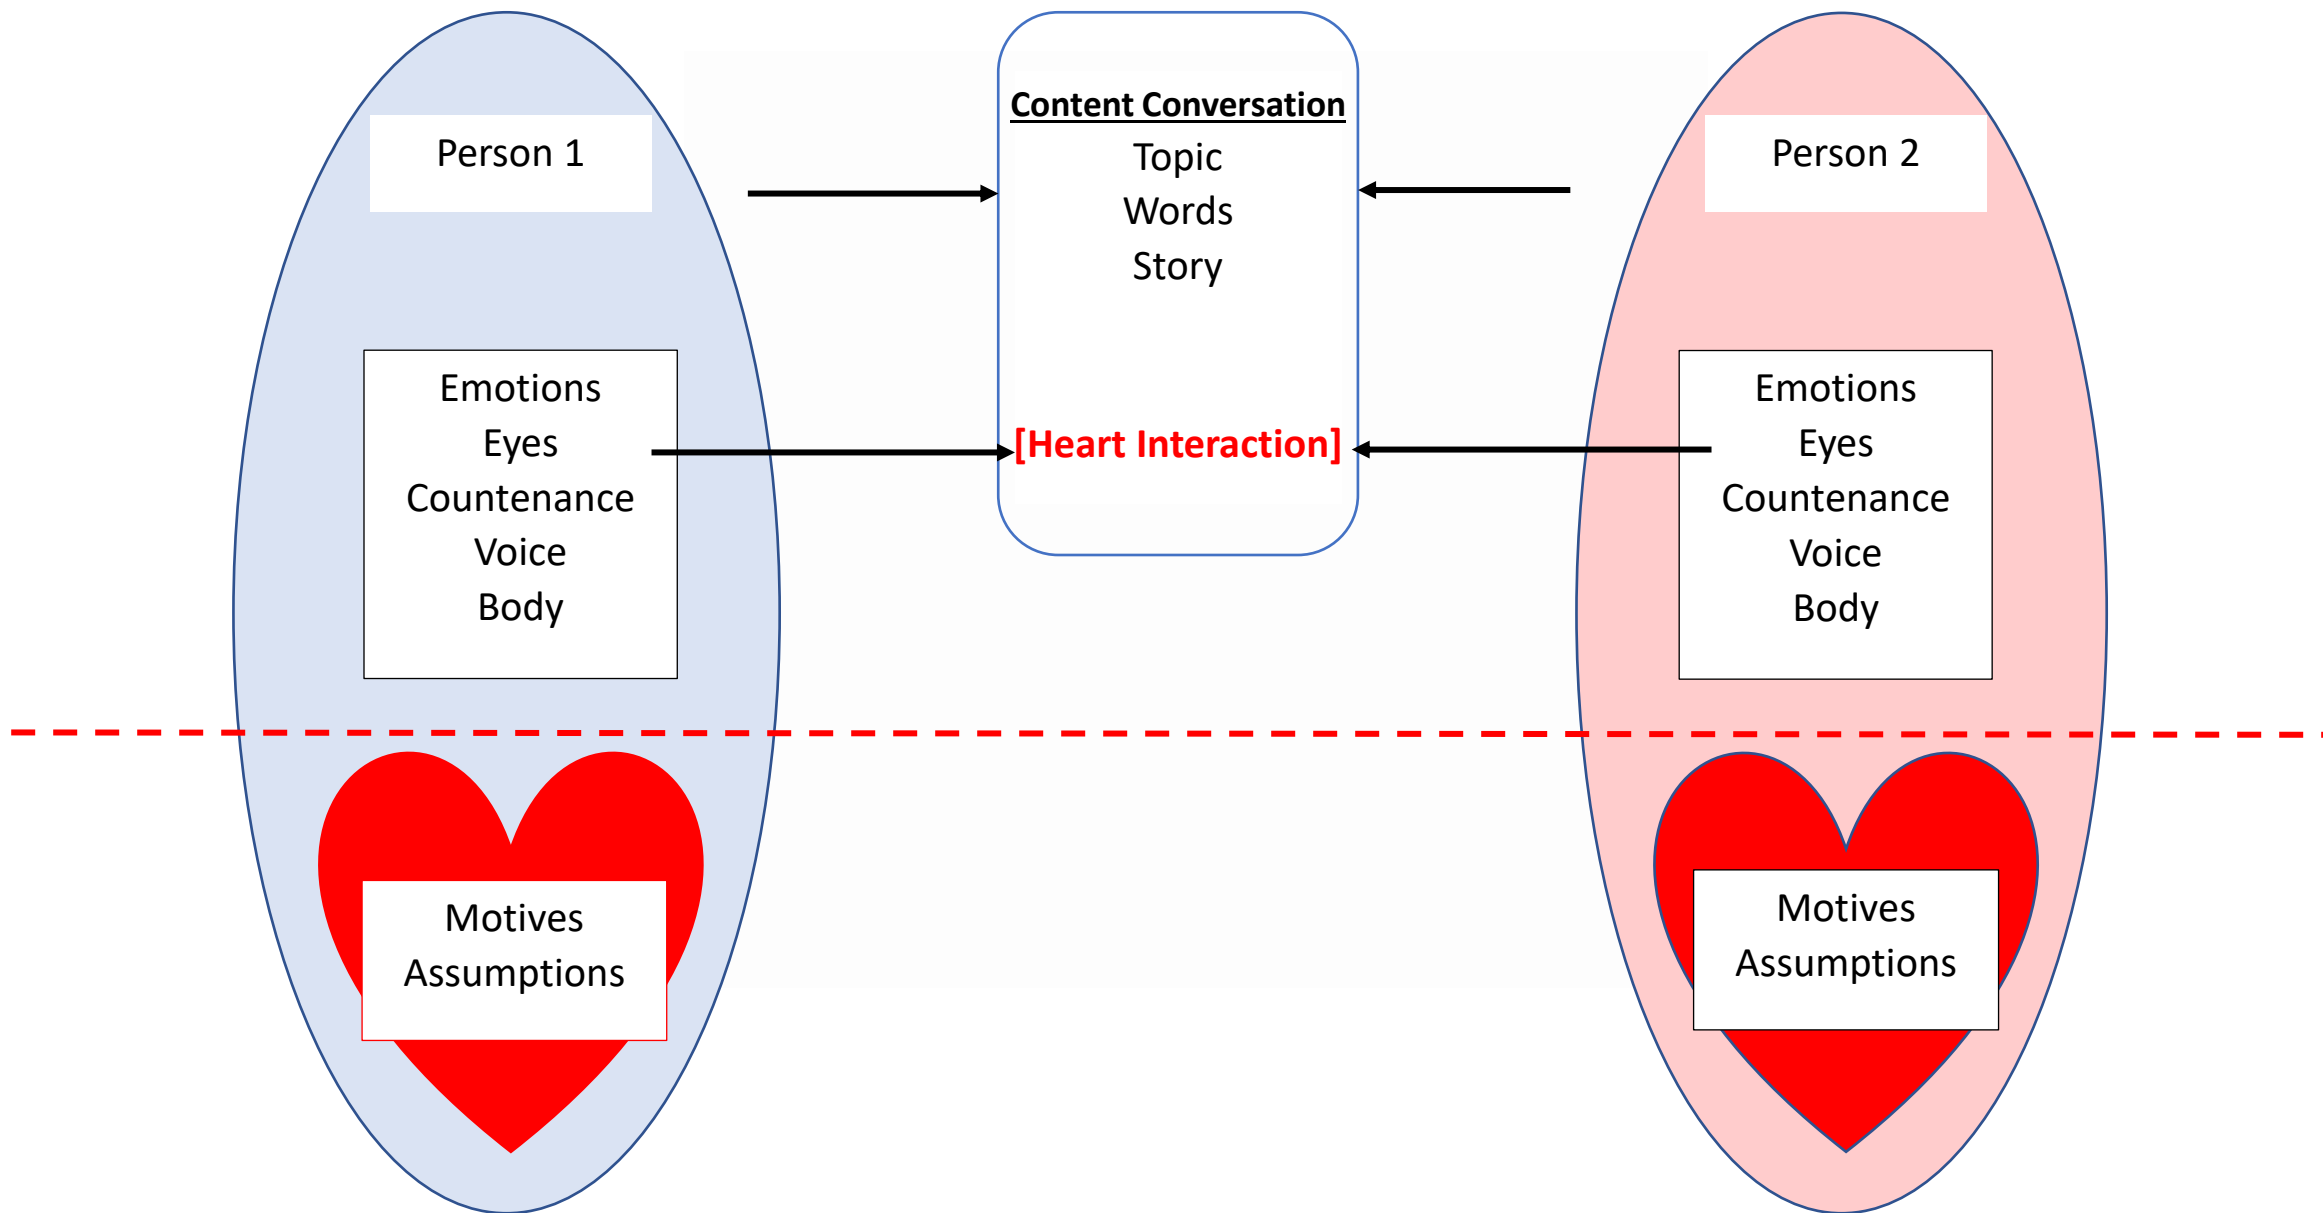 Person 1
Content Conversation
Topic
Words
Story
[Heart Interaction]
Person 2
Emotions
Eyes
Countenance
Voice
Body
Emotions
Eyes
Countenance
Voice
Body
Motives
Assumptions
Motives
Assumptions